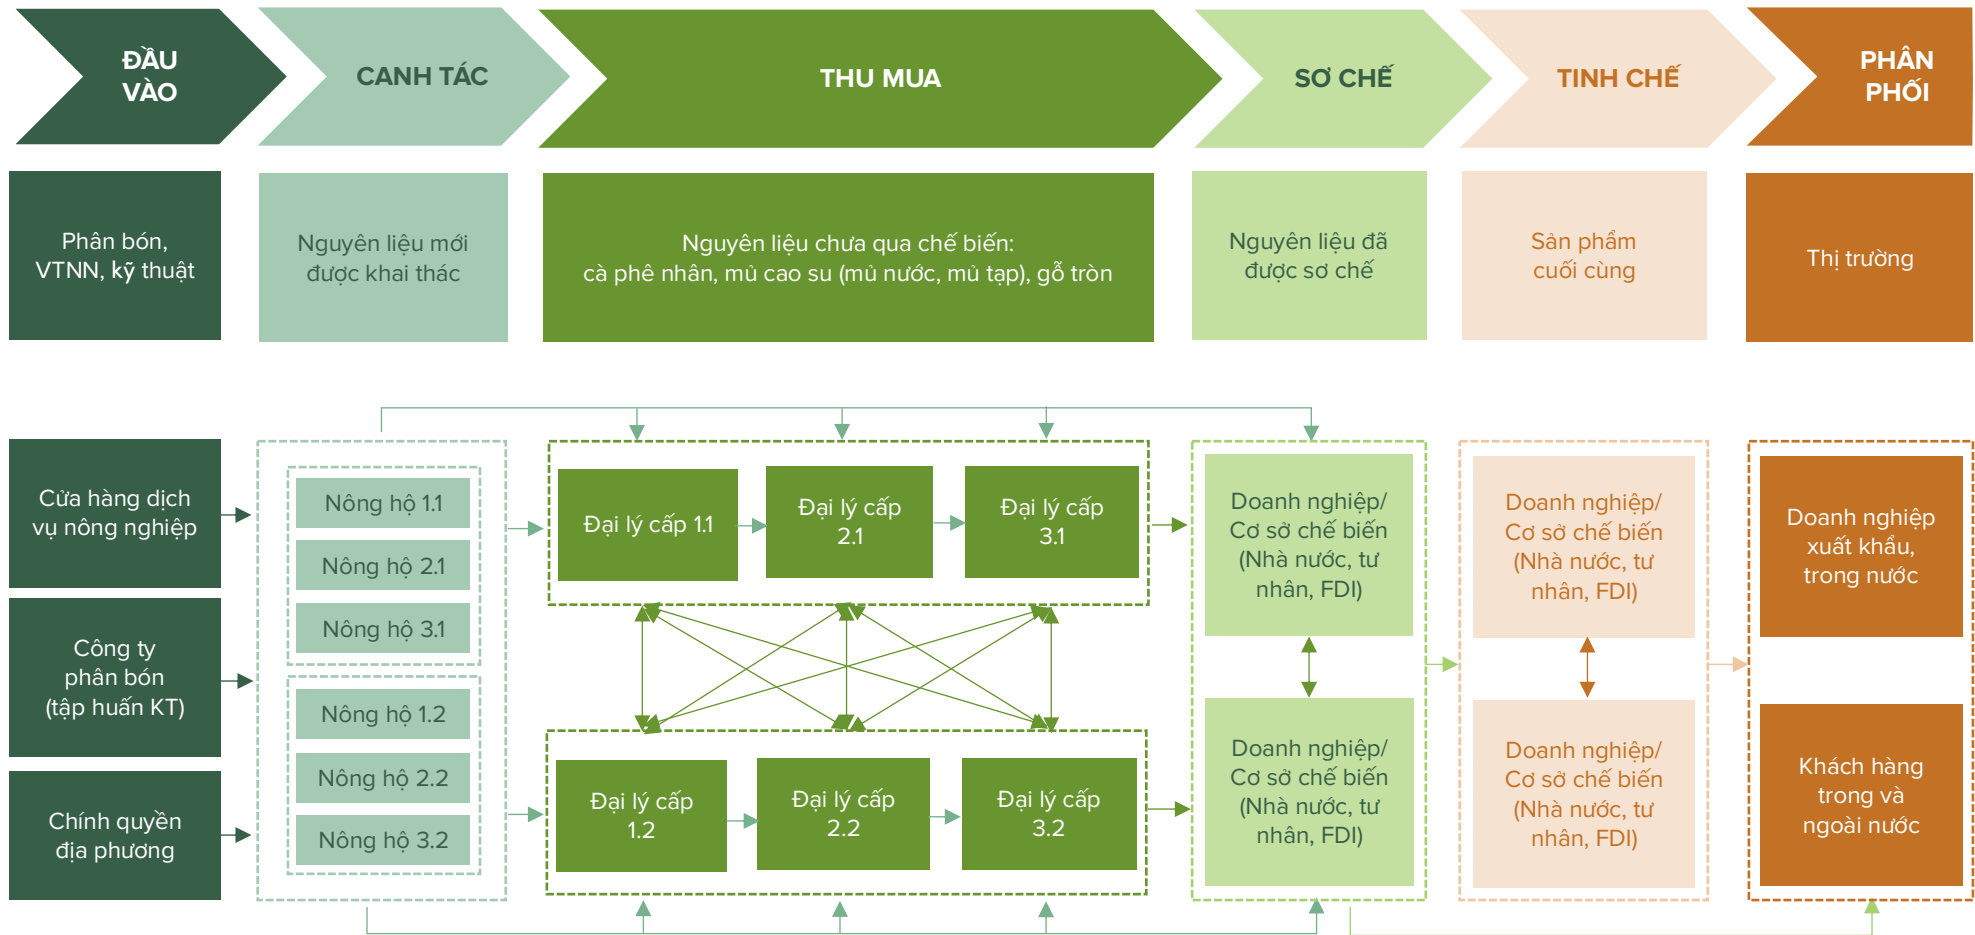 ĐẦU
VÀO
CANH TÁC
THU MUA
SƠ CHẾ
TINH CHẾ
PHÂN
PHỐI
Phân bón,
VTNN, kỹ thuật
Nguyên liệu mới
được khai thác
Nguyên liệu chưa qua chế biến:
cà phê nhân, mủ cao su (mủ nước, mủ tạp), gỗ tròn
Nguyên liệu đã
được sơ chế
Sản phẩm
cuối cùng
Thị trường
Cửa hàng dịch
vụ nông nghiệp
Công ty
phân bón
(tập huấn KT)
Chính quyền
địa phương
Nông hộ 1.1
Nông hộ 2.1
Nông hộ 3.1
Nông hộ 1.2
Nông hộ 2.2
Nông hộ 3.2
Đại lý cấp 1.1
Đại lý cấp
2.1
Đại lý cấp
3.1
Đại lý cấp
1.2
Đại lý cấp
2.2
Đại lý cấp
3.2
Doanh nghiệp/
Cơ sở chế biến
(Nhà nước, tư
nhân, FDI)
Doanh nghiệp/
Cơ sở chế biến
(Nhà nước, tư
nhân, FDI)
Doanh nghiệp/
Cơ sở chế biến
(Nhà nước, tư
nhân, FDI)
Doanh nghiệp/
Cơ sở chế biến
(Nhà nước, tư
nhân, FDI)
Doanh nghiệp
xuất khẩu,
trong nước
Khách hàng
trong và
ngoài nước